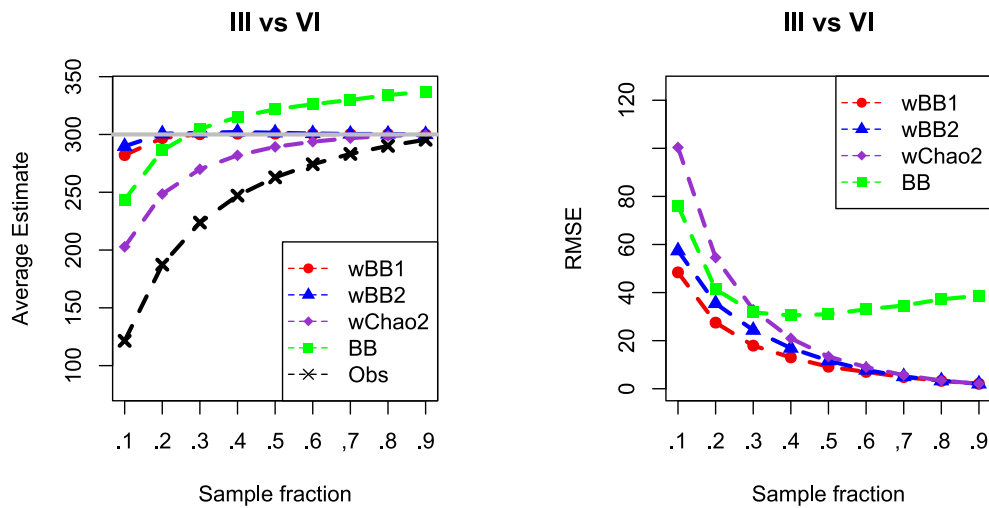 III vs VI
Average Estimate
350
300
250
200
150
100
wBB1
wBB2
wChao2
BB
Obs
.1 .2 .3 .4 .5 .6 ,7 .8 .9
Sample fraction
III vs VI
RMSE
120
100
80
60
40
20
0
wBB1
wBB2
wChao2
BB
.1 .2 .3 .4 .5 .6 ,7 .8 .9
Sample fraction